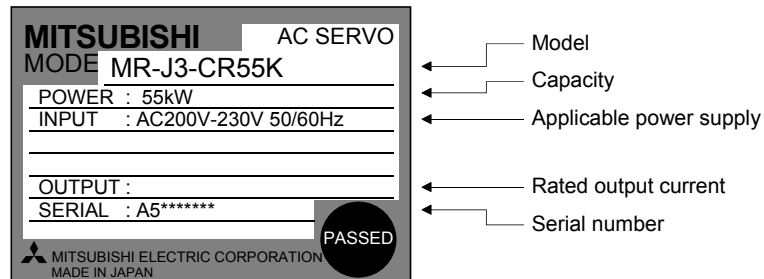 MITSUBISHI AC SERVO
MODE MR-J3-CR55K
POWER : 55kW
INPUT : AC200V-230V 50/60Hz
OUTPUT :
SERIAL : A5*******
PASSED
MITSUBISHI ELECTRIC CORPORATION
MADE IN JAPAN
Model
Capacity
Applicable power supply
Rated output current
Serial number